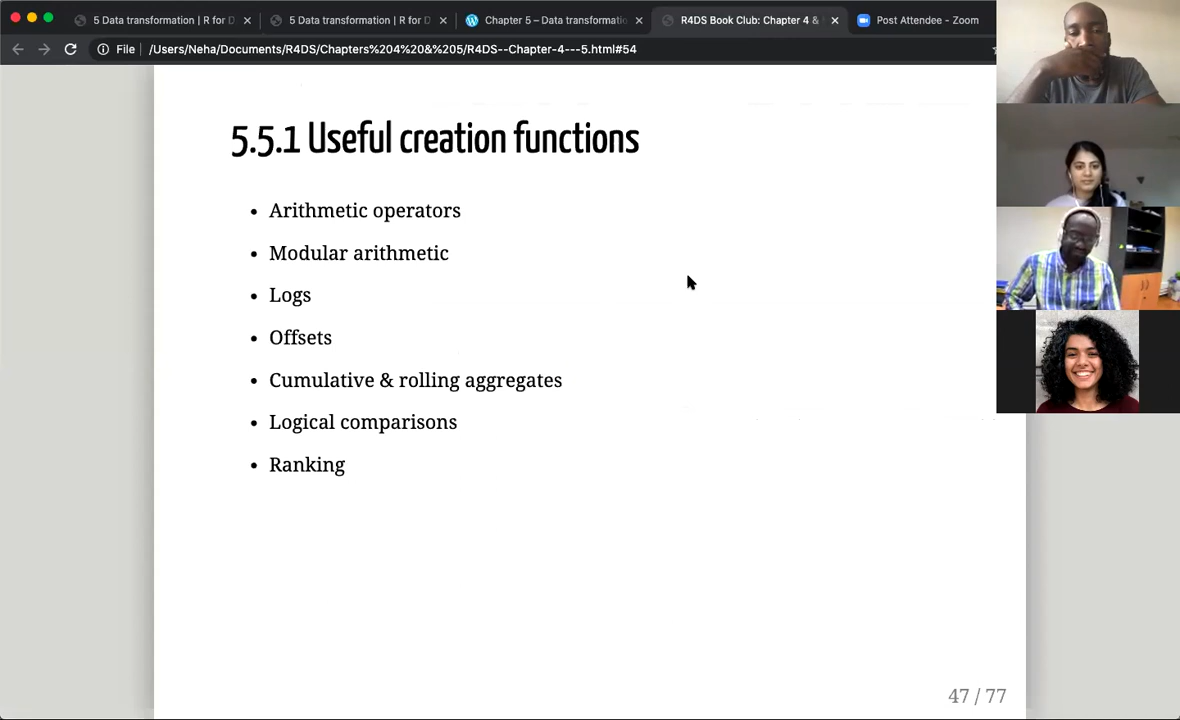 5 Data transformation | R for D
5 Data transformation | R for D
Chapter 5 – Data transformatio
R4DS Book Club: Chapter 4 &
Post Attendee - Zoom
File
/Users/Neha/Documents/R4DS/Chapters%204%20&%205/R4DS--Chapter-4---5.html#54
5.5.1 Useful creation functions
• Arithmetic operators
• Modular arithmetic
• Logs
• Offsets
• Cumulative & rolling aggregates
• Logical comparisons
• Ranking
47 / 77